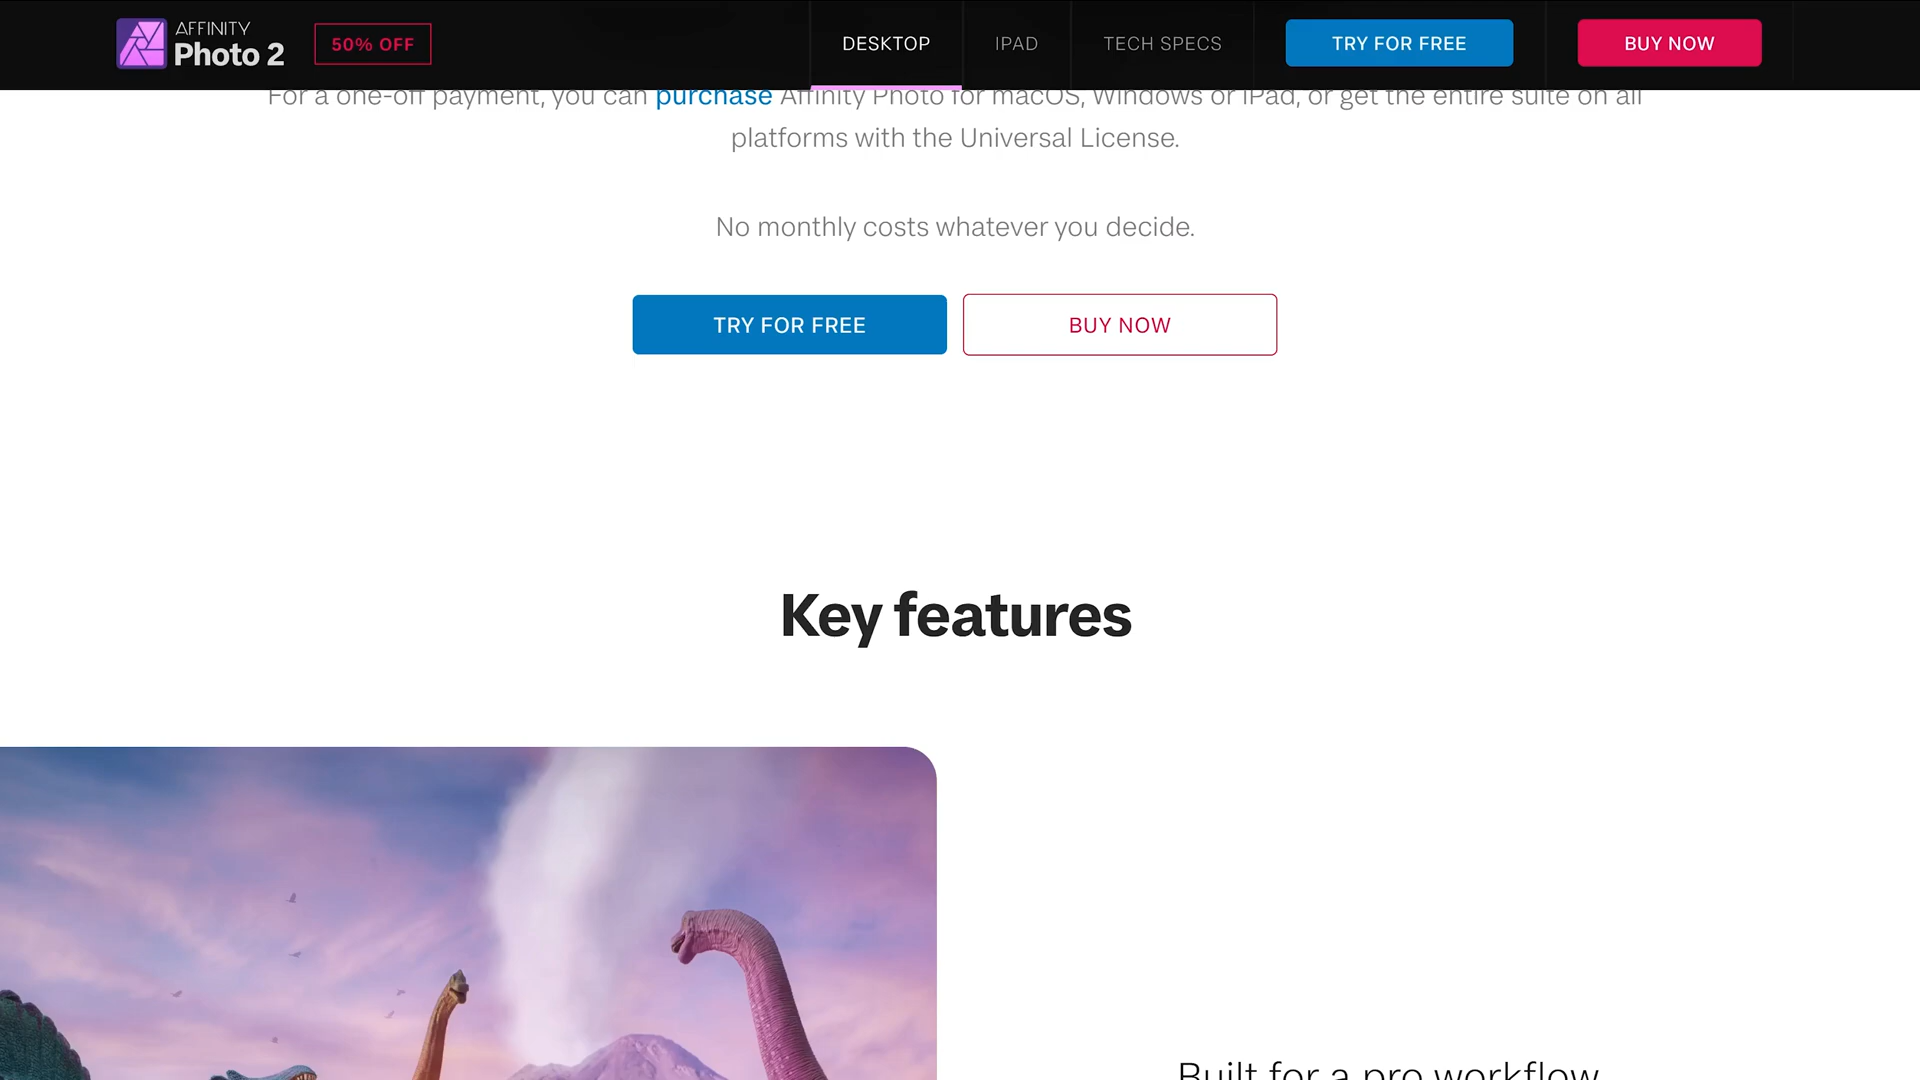 AFFINITY
Photo 2
50% OFF
DESKTOP
IPAD
TECH SPECS
TRY FOR FREE
BUY NOW
For a one-off payment, you can purchase Affinity Photo for macOS, Windows or iPad, or get the entire suite on all
platforms with the Universal License.
No monthly costs whatever you decide.
TRY FOR FREE
BUY NOW
Key features
Built for a pro workflow